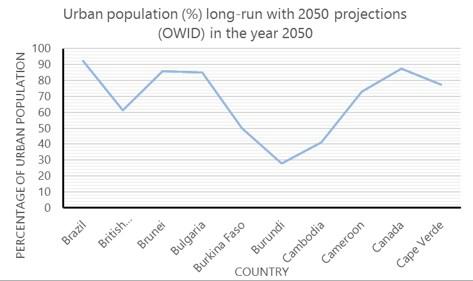 Urban population (%) long-run with 2050 projections
(OWID) in the year 2050
PERCENTAGE OF URBAN POPULATION
100
90
80
70
60
50
40
30
20
10
0
Brazil
British...
Brunei
Bulgaria
Burkina Faso
Burundi
Cambodia
Cameroon
Canada
Cape Verde
COUNTRY